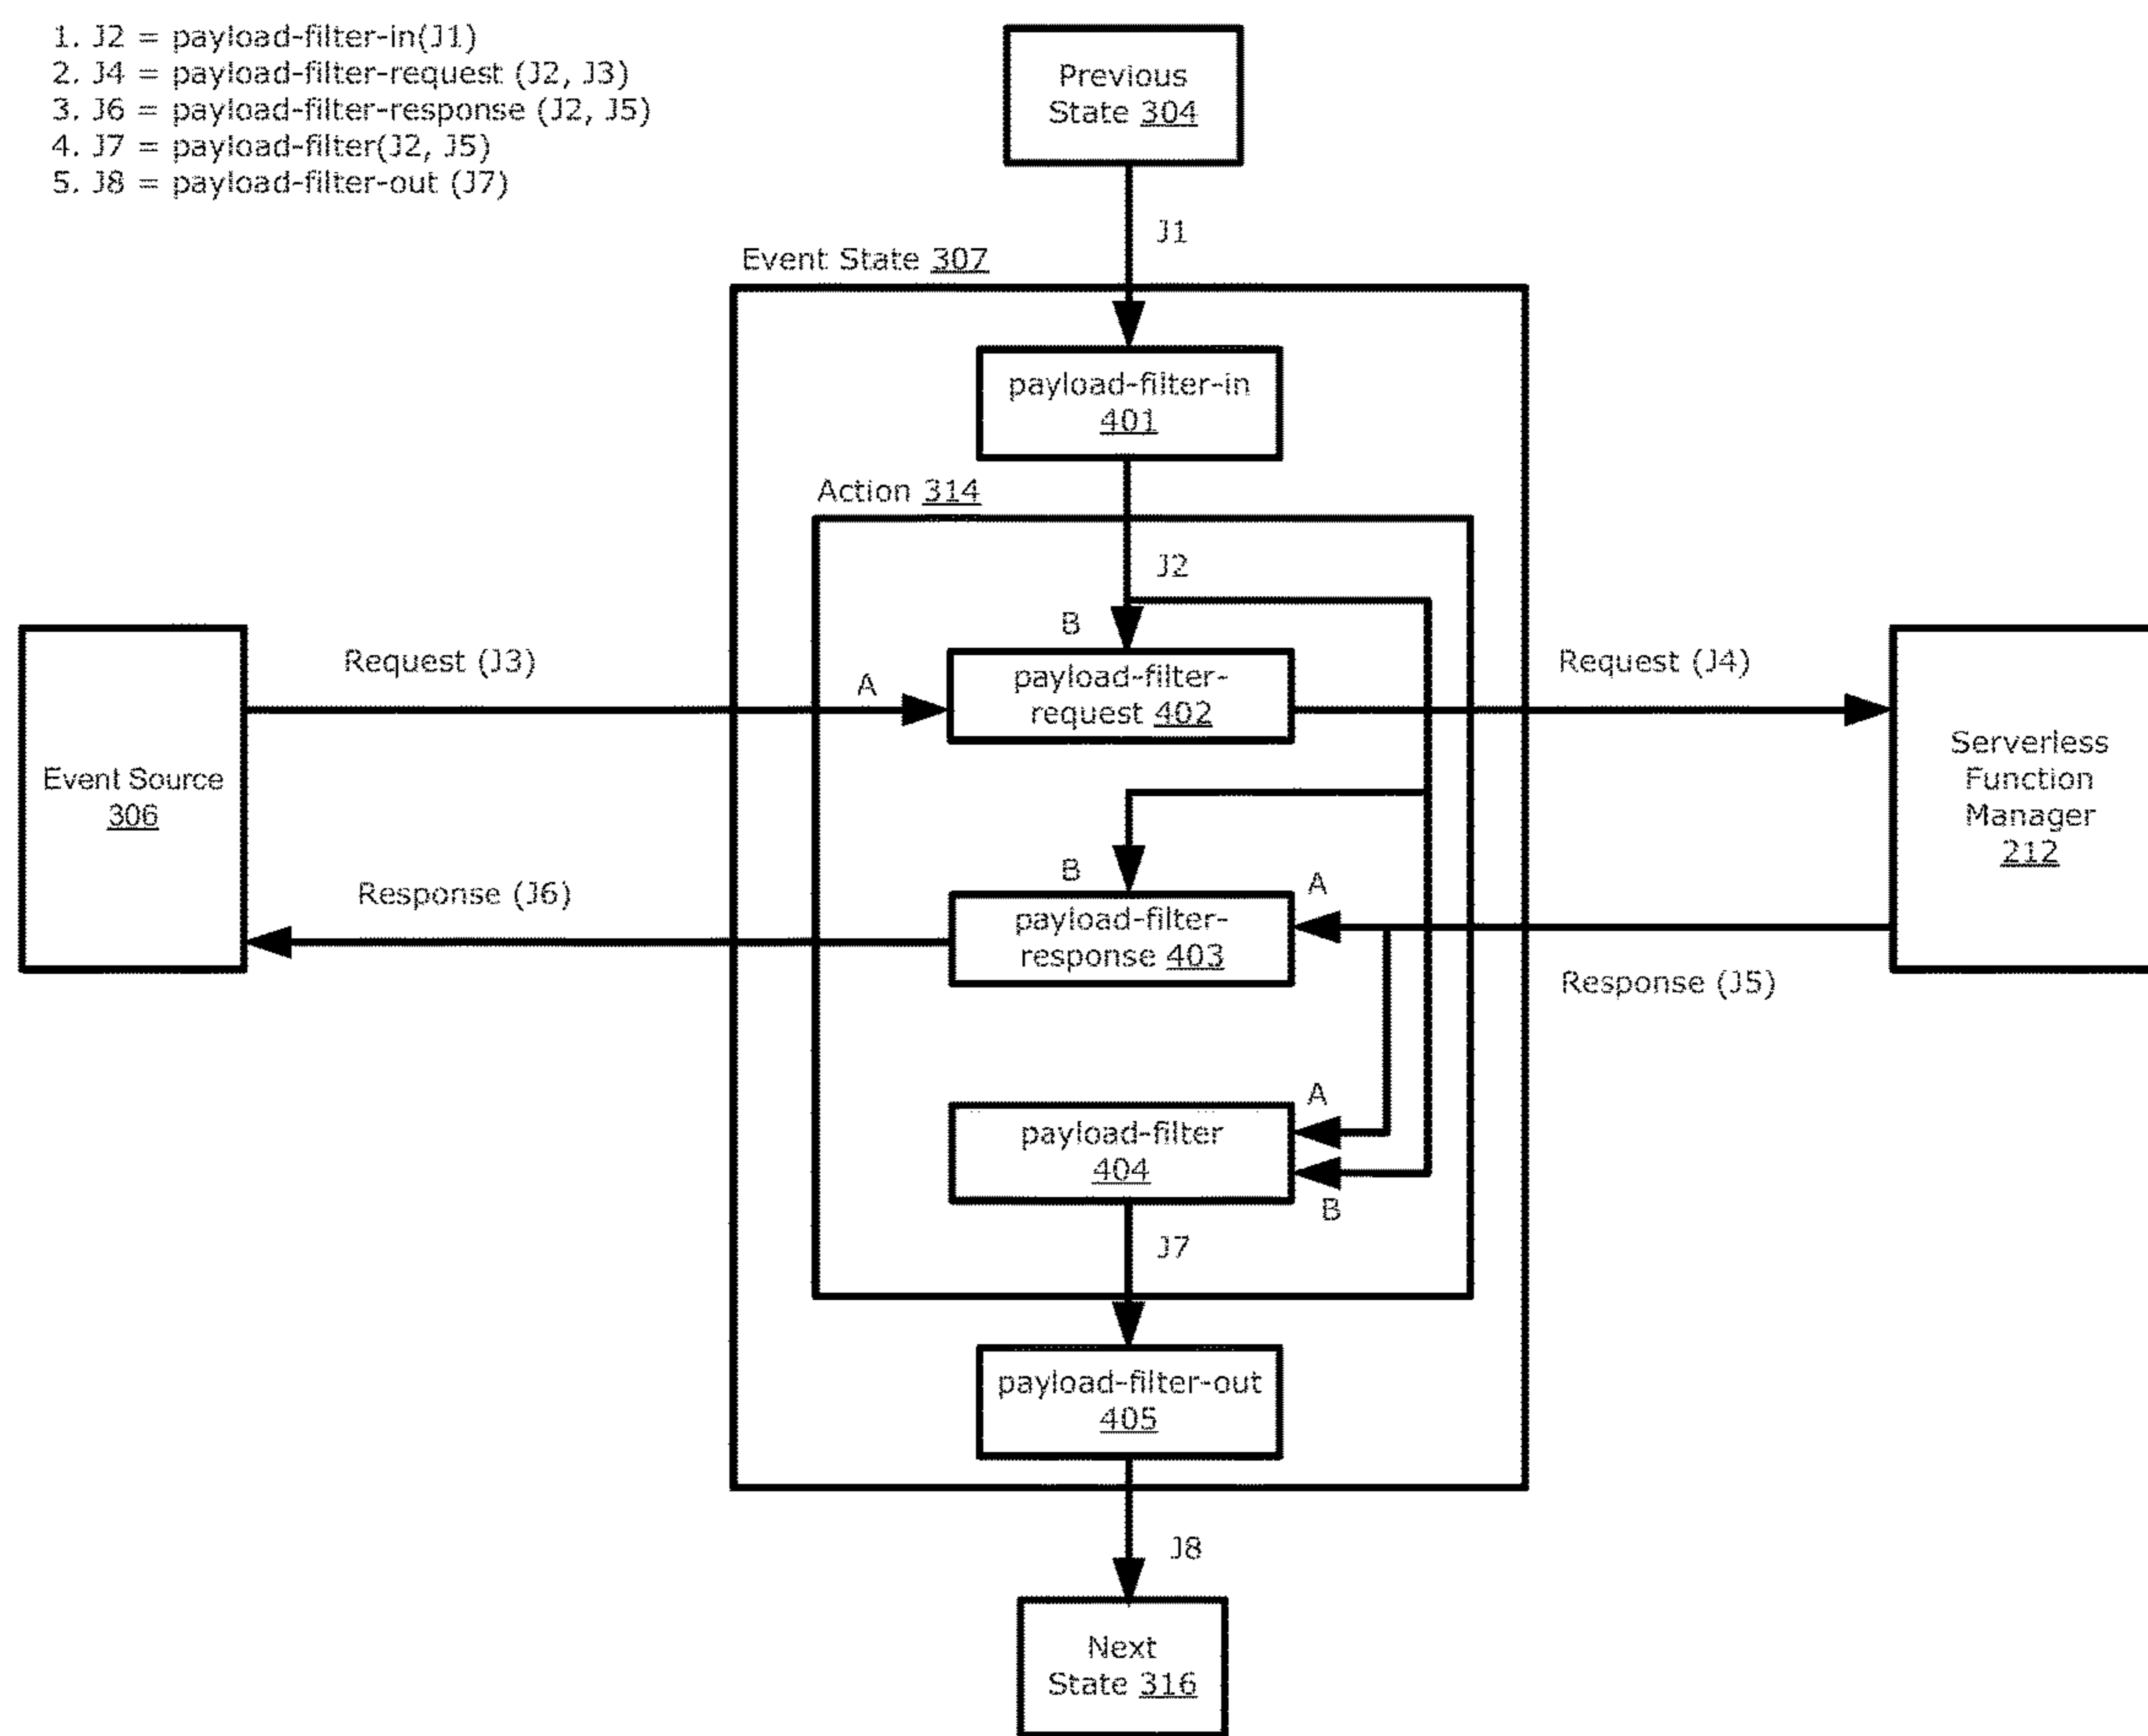 1. J2 = payload-filter-in(J1)
2. J4 = payload-filter-request (J2, J3)
3. J6 = payload-filter-response (J2, J5)
4. J7 = payload-filter(J2, J5)
5. J8 = payload-filter-out (J7)
Previous
State 304
J1
Event State 307
payload-filter-in
401
Action 314
J2
B
Request (J3)
A
payload-filter-
request 402
Request (J4)
Event Source
306
Serverless
Function
Manager
212
B
Response (J6)
A
payload-filter-
response 403
Response (J5)
A
payload-filter
404
B
J7
payload-filter-out
405
J8
Next
State 316